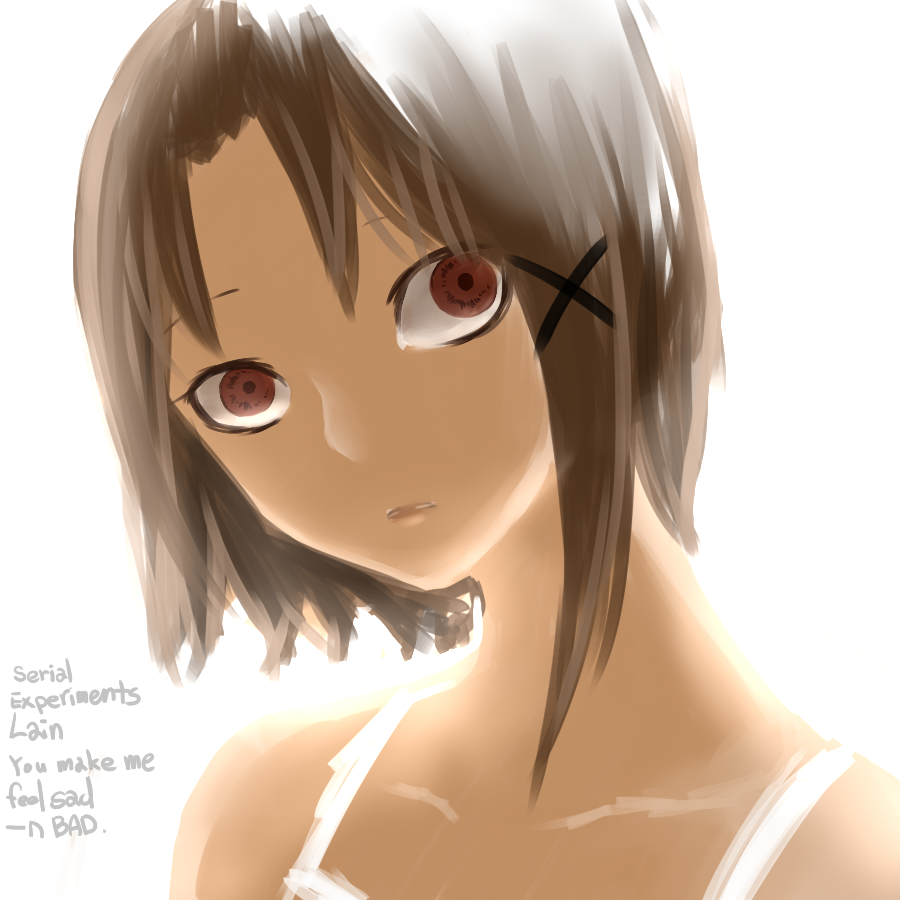 Serial
Experiments
Lain
You make me
feel sad
—n BAD.